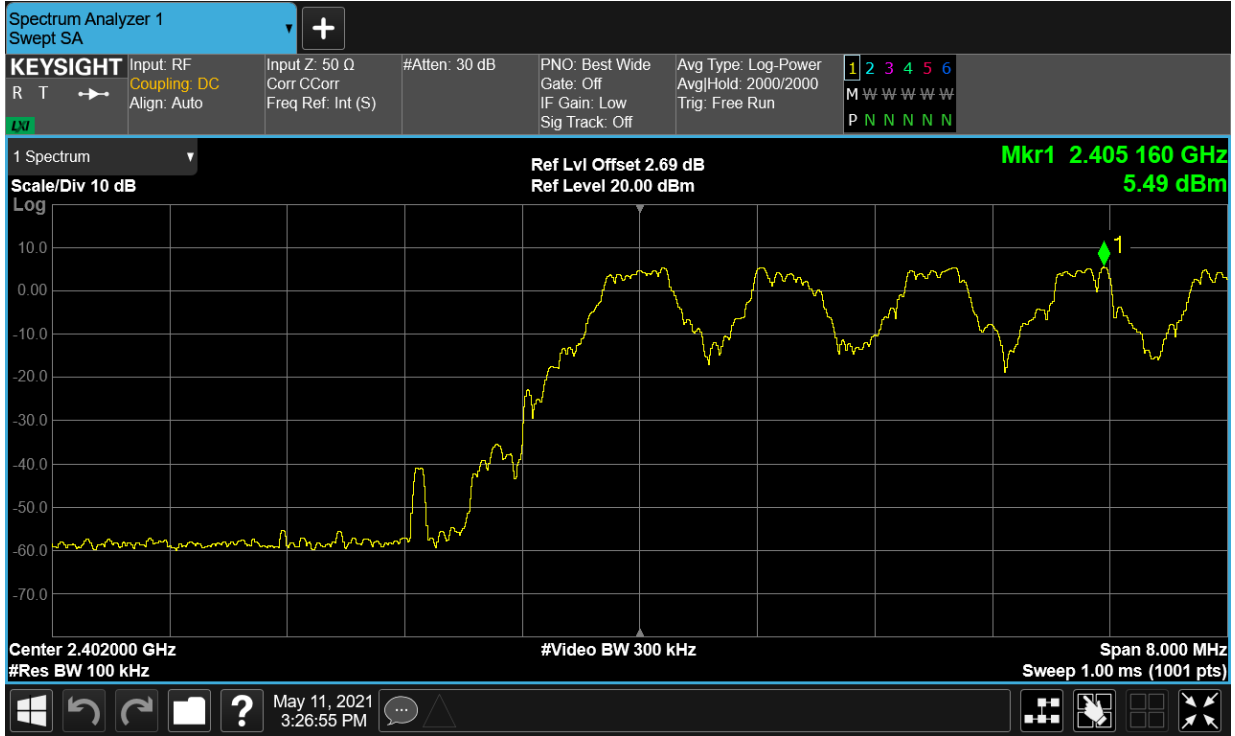 Spectrum Analyzer 1
Swept SA
KEYSIGHT
R T
LXI
Input: RF
Coupling: DC
Align: Auto
Input Z: 50 Ω
Corr CCorr
Freq Ref: Int (S)
#Atten: 30 dB
PNO: Best Wide
Gate: Off
IF Gain: Low
Sig Track: Off
Avg Type: Log-Power
Avg|Hold: 2000/2000
Trig: Free Run
1 2 3 4 5 6
M W W W W W
P N N N N N N
1 Spectrum
Scale/Div 10 dB
Log
Ref Lvl Offset 2.69 dB
Ref Level 20.00 dBm
Mkr1 2.405 160 GHz
5.49 dBm
1
10.0
0.00
-10.0
-20.0
-30.0
-40.0
-50.0
-60.0
-70.0
Center 2.402000 GHz
#Res BW 100 kHz
#Video BW 300 kHz
Span 8.000 MHz
Sweep 1.00 ms (1001 pts)
?
May 11, 2021
3:26:55 PM